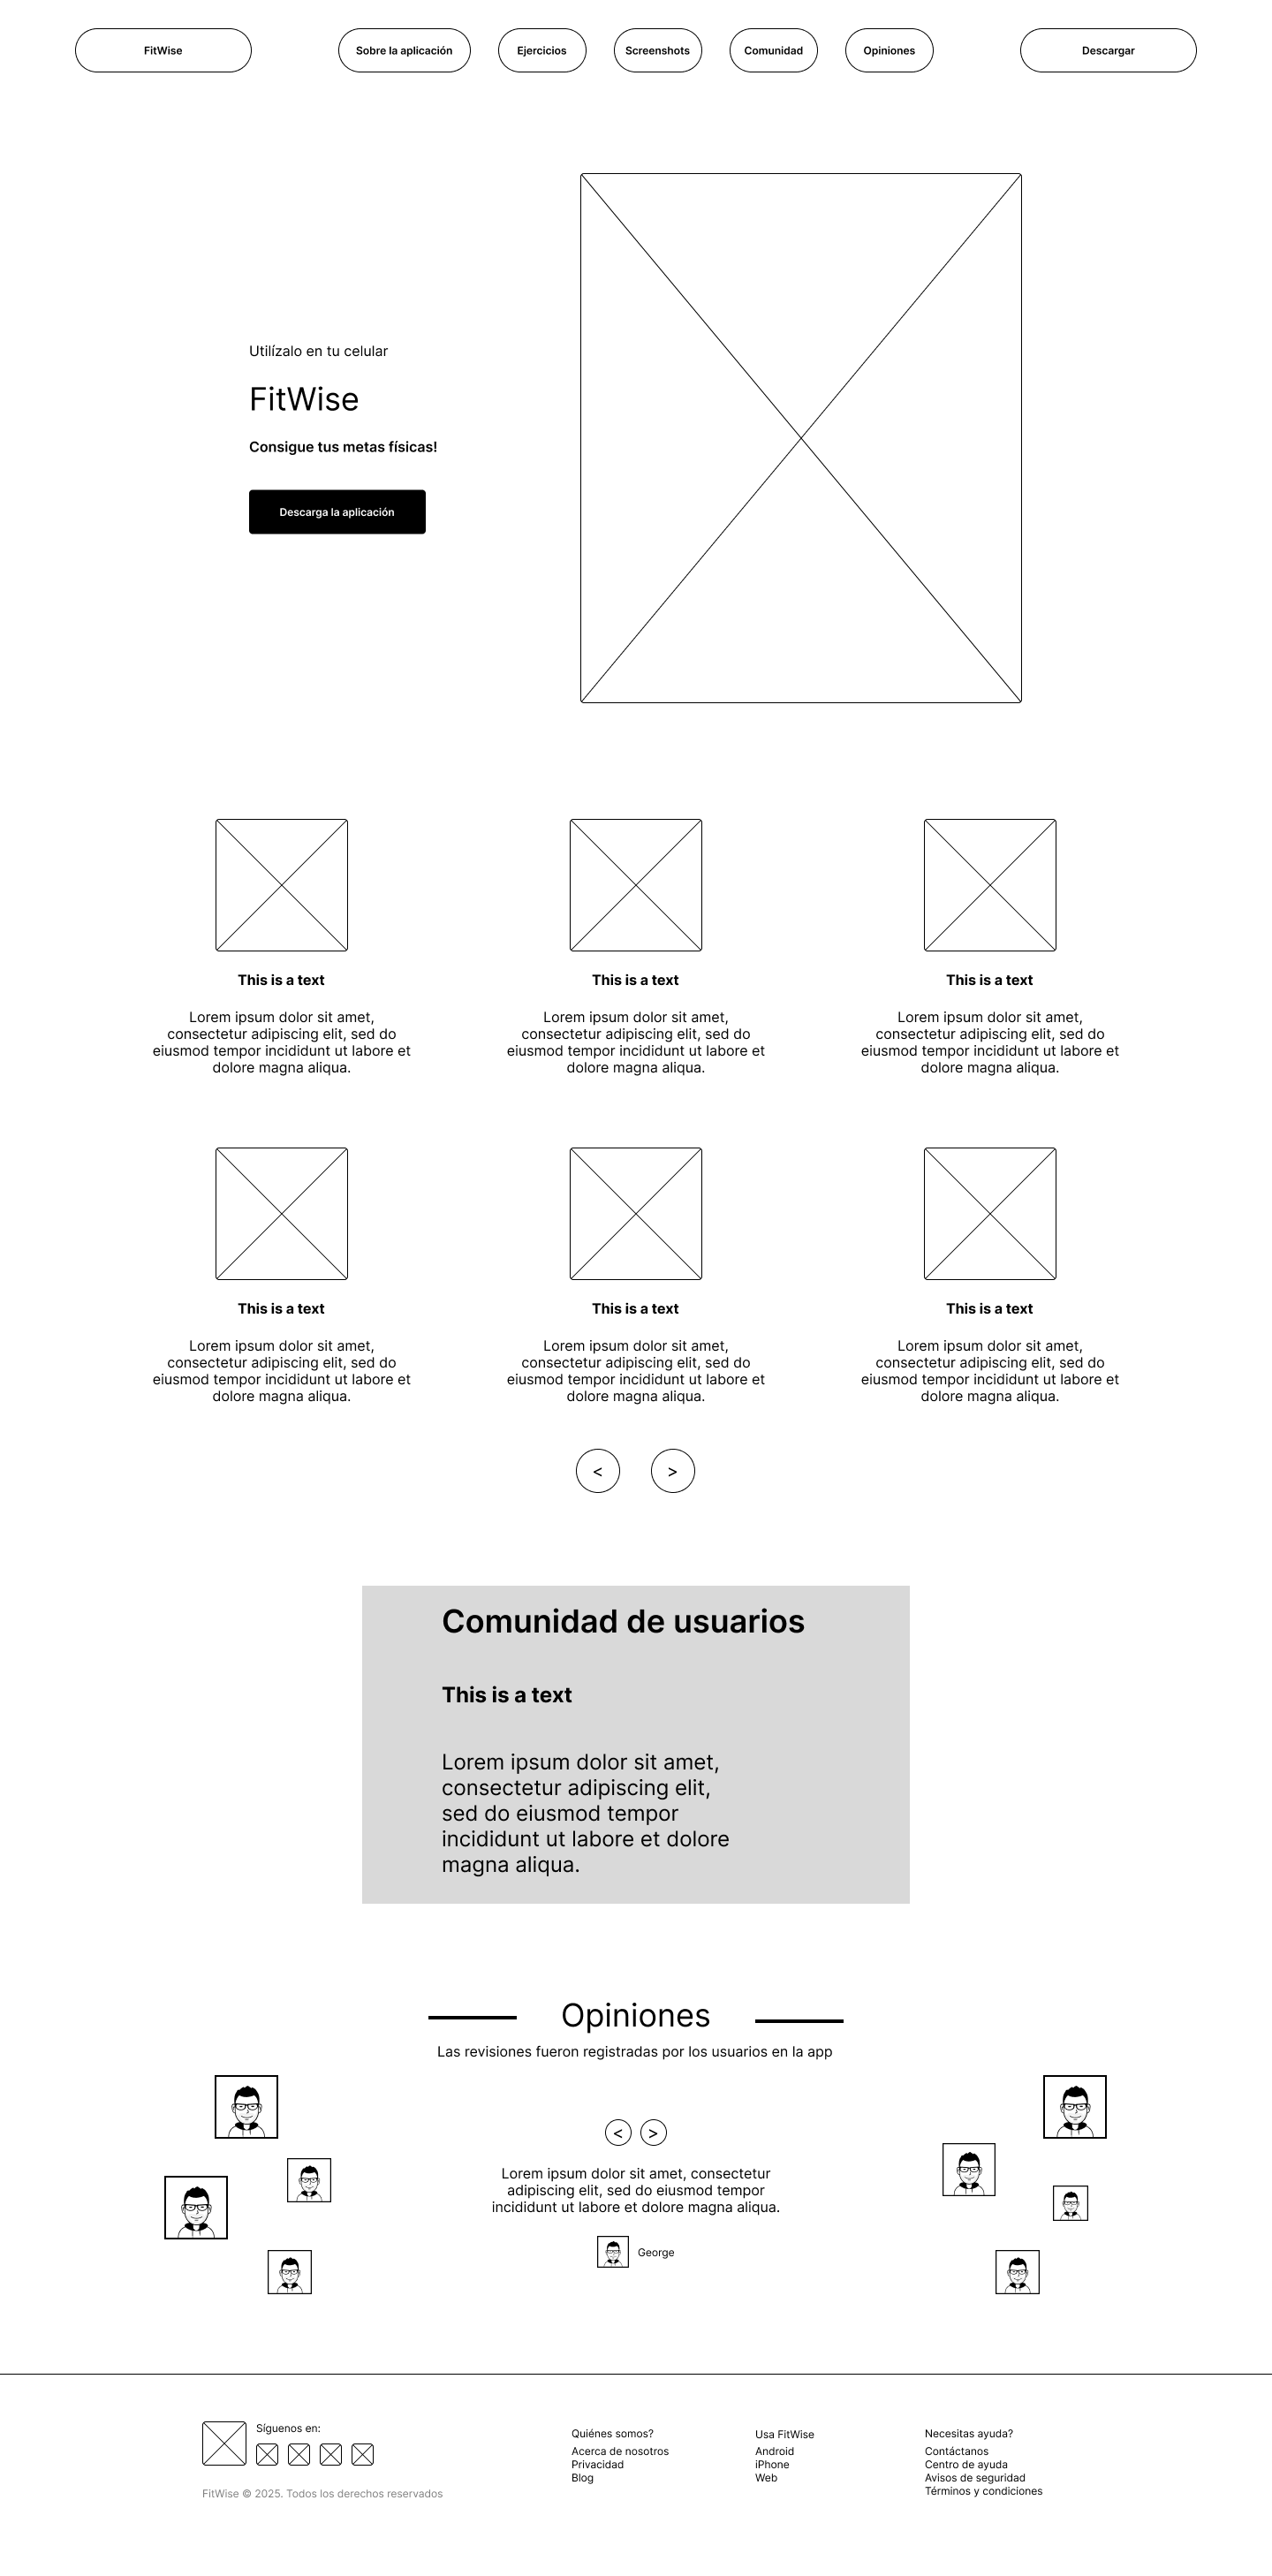 FitWise
Sobre la aplicación
Ejercicios
Screenshots
Comunidad
Opiniones
Descargar
Utilízalo en tu celular
FitWise
Consigue tus metas físicas!
Descarga la aplicación
This is a text
Lorem ipsum dolor sit amet,
consectetur adipiscing elit, sed do
eiusmod tempor incididunt ut labore et
dolore magna aliqua.
This is a text
Lorem ipsum dolor sit amet,
consectetur adipiscing elit, sed do
eiusmod tempor incididunt ut labore et
dolore magna aliqua.
This is a text
Lorem ipsum dolor sit amet,
consectetur adipiscing elit, sed do
eiusmod tempor incididunt ut labore et
dolore magna aliqua.
This is a text
Lorem ipsum dolor sit amet,
consectetur adipiscing elit, sed do
eiusmod tempor incididunt ut labore et
dolore magna aliqua.
This is a text
Lorem ipsum dolor sit amet,
consectetur adipiscing elit, sed do
eiusmod tempor incididunt ut labore et
dolore magna aliqua.
This is a text
Lorem ipsum dolor sit amet,
consectetur adipiscing elit, sed do
eiusmod tempor incididunt ut labore et
dolore magna aliqua.
< >
Comunidad de usuarios
This is a text
Lorem ipsum dolor sit amet,
consectetur adipiscing elit,
sed do eiusmod tempor
incididunt ut labore et dolore
magna aliqua.
Opiniones
Las revisiones fueron registradas por los usuarios en la app
< >
Lorem ipsum dolor sit amet, consectetur
adipiscing elit, sed do eiusmod tempor
incididunt ut labore et dolore magna aliqua.
George
Síguenos en:
FitWise © 2025. Todos los derechos reservados
Quiénes somos?
Acerca de nosotros
Privacidad
Blog
Usa FitWise
Android
iPhone
Web
Necesitas ayuda?
Contáctanos
Centro de ayuda
Avisos de seguridad
Términos y condiciones